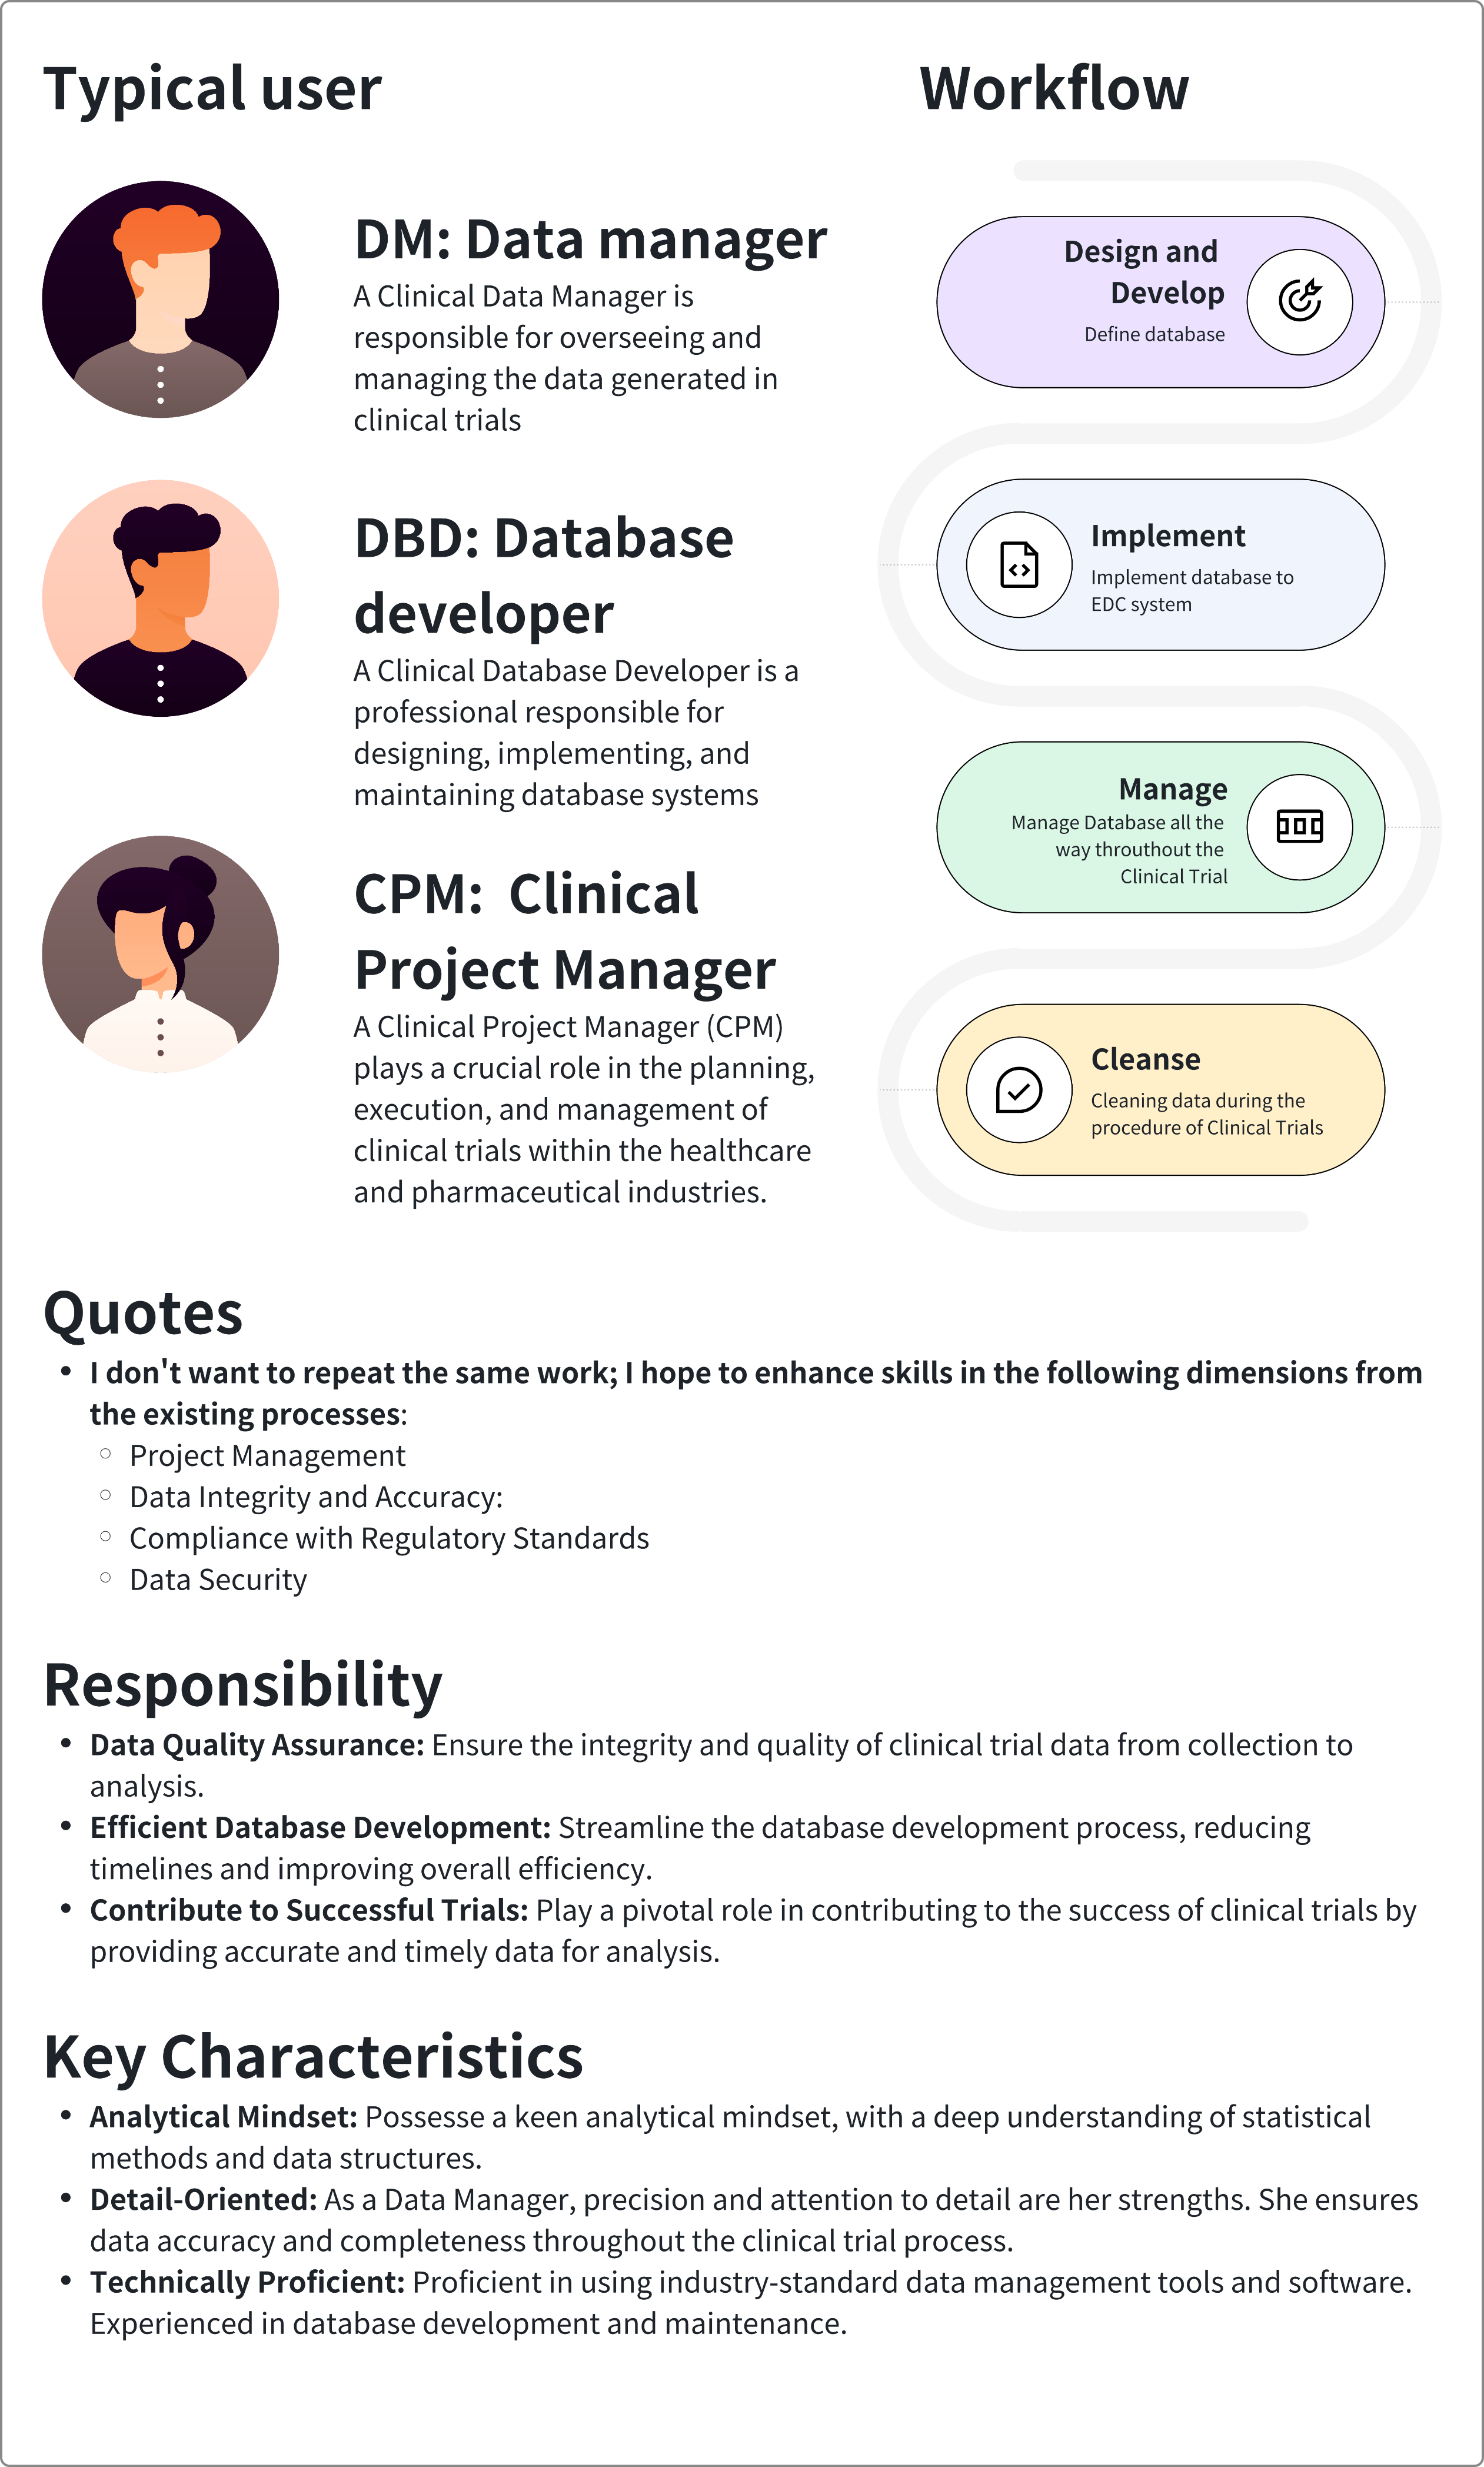 Typical user
DM: Data manager
A Clinical Data Manager is
responsible for overseeing and
managing the data generated in
clinical trials
DBD: Database
developer
A Clinical Database Developer is a
professional responsible for
designing, implementing, and
maintaining database systems
CPM: Clinical
Project Manager
A Clinical Project Manager (CPM)
plays a crucial role in the planning,
execution, and management of
clinical trials within the healthcare
and pharmaceutical industries.
Workflow
Design and
Develop
Define database
Implement
Implement database to
EDC system
Manage
Manage Database all the
way throuthout the
Clinical Trial
Cleanse
Cleaning data during the
procedure of Clinical Trials
Quotes
• I don't want to repeat the same work; I hope to enhance skills in the following dimensions from
the existing processes:
○ Project Management
○ Data Integrity and Accuracy:
○ Compliance with Regulatory Standards
○ Data Security
Responsibility
• Data Quality Assurance: Ensure the integrity and quality of clinical trial data from collection to
analysis.
• Efficient Database Development: Streamline the database development process, reducing
timelines and improving overall efficiency.
• Contribute to Successful Trials: Play a pivotal role in contributing to the success of clinical trials by
providing accurate and timely data for analysis.
Key Characteristics
• Analytical Mindset: Possesse a keen analytical mindset, with a deep understanding of statistical
methods and data structures.
• Detail-Oriented: As a Data Manager, precision and attention to detail are her strengths. She ensures
data accuracy and completeness throughout the clinical trial process.
• Technically Proficient: Proficient in using industry-standard data management tools and software.
Experienced in database development and maintenance.